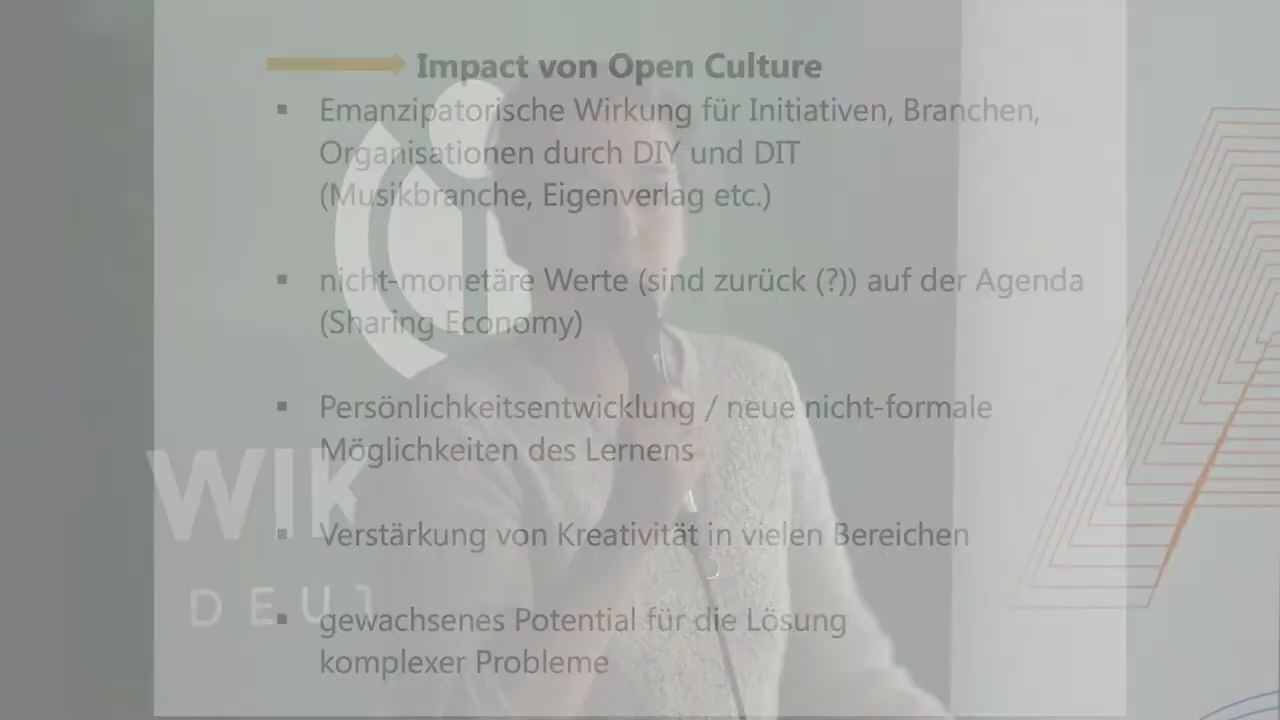 Impact von Open Culture
▪ Emanzipatorische Wirkung für Initiativen, Branchen,
Organisationen durch DIY und DIT
(Musikbranche, Eigenverlag etc.)
▪ nicht-monetäre Werte (sind zurück (?)) auf der Agenda
(Sharing Economy)
▪ Persönlichkeitsentwicklung / neue nicht-formale
Möglichkeiten des Lernens
▪ Verstärkung von Kreativität in vielen Bereichen
▪ gewachsenes Potential für die Lösung
komplexer Probleme
WIK
DEUT